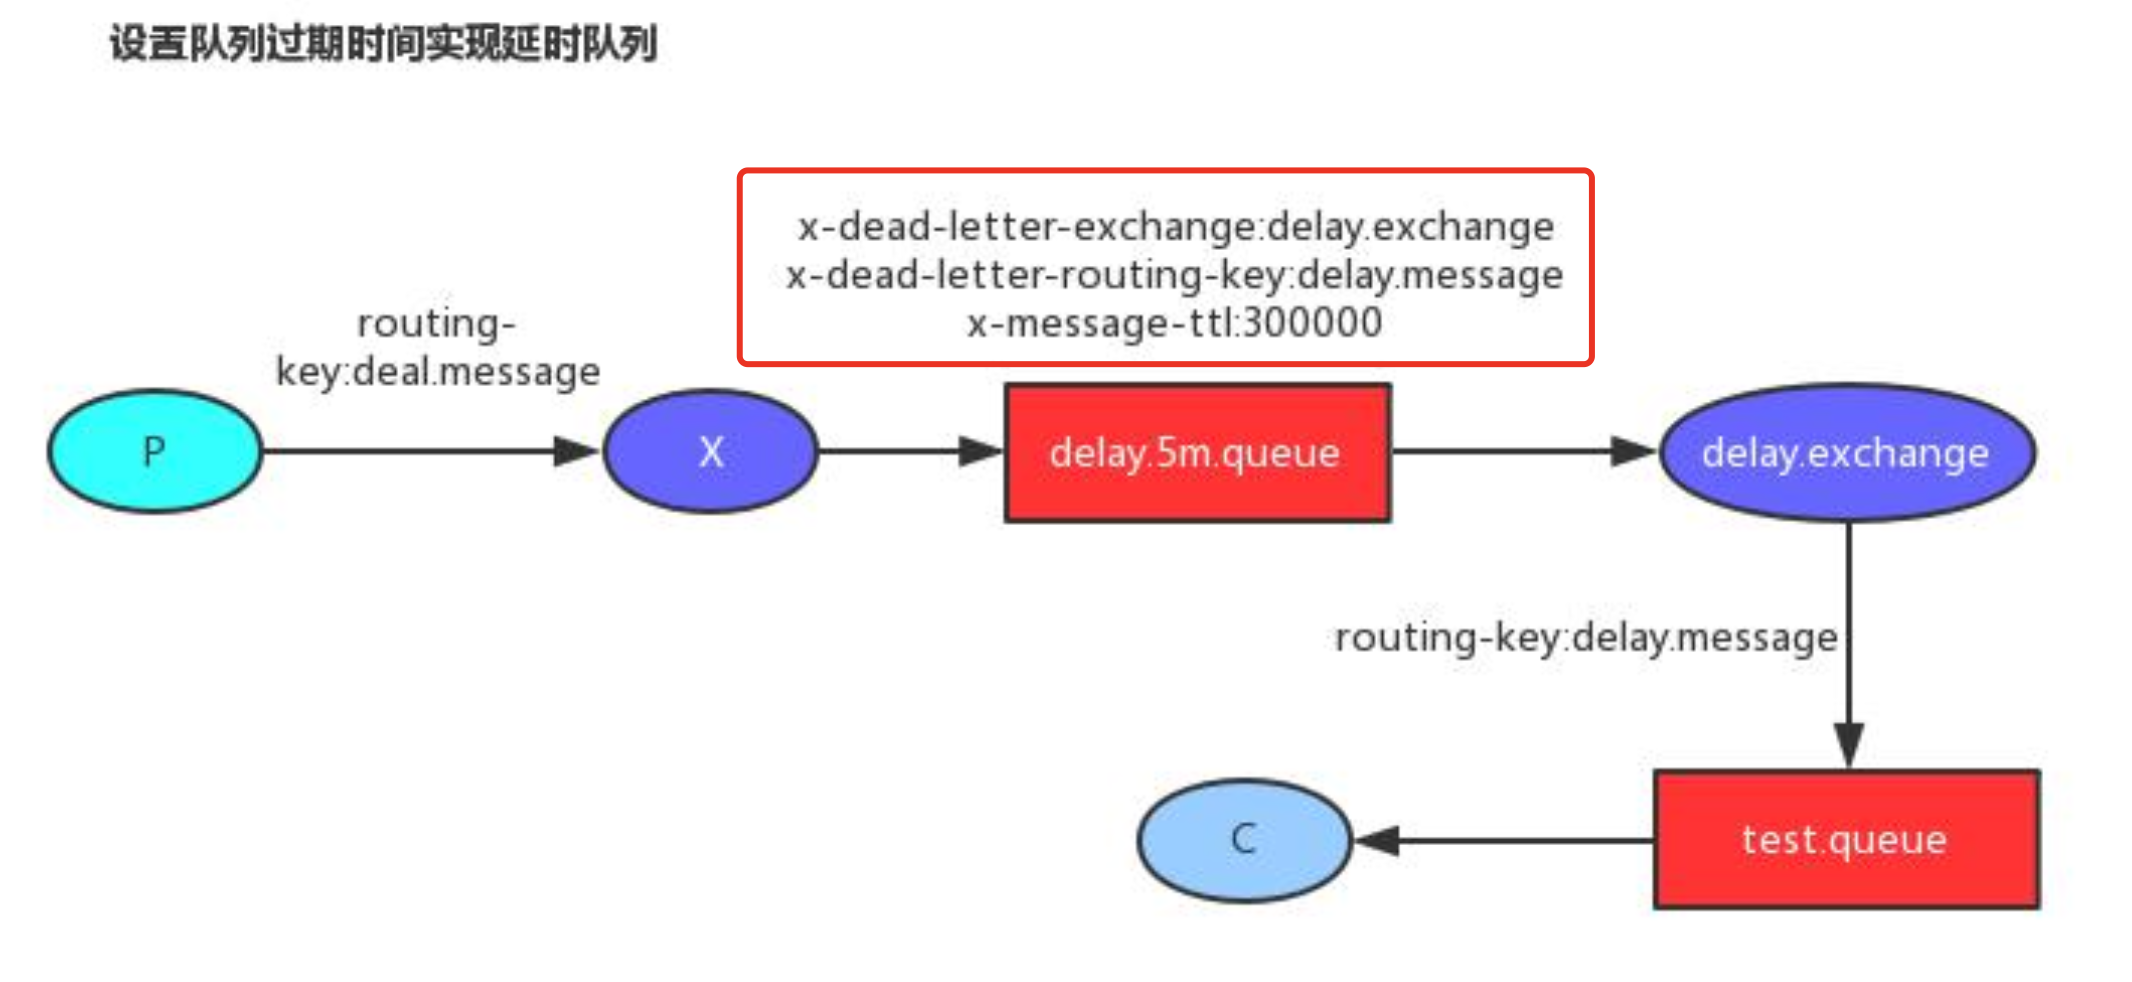 设置队列过期时间实现延时队列
x-dead-letter-exchange:delay.exchange
x-dead-letter-routing-key:delay.message
x-message-ttl:300000
routing-
key:deal.message
P
X
delay.5m.queue
delay.exchange
routing-key:delay.message
C
test.queue